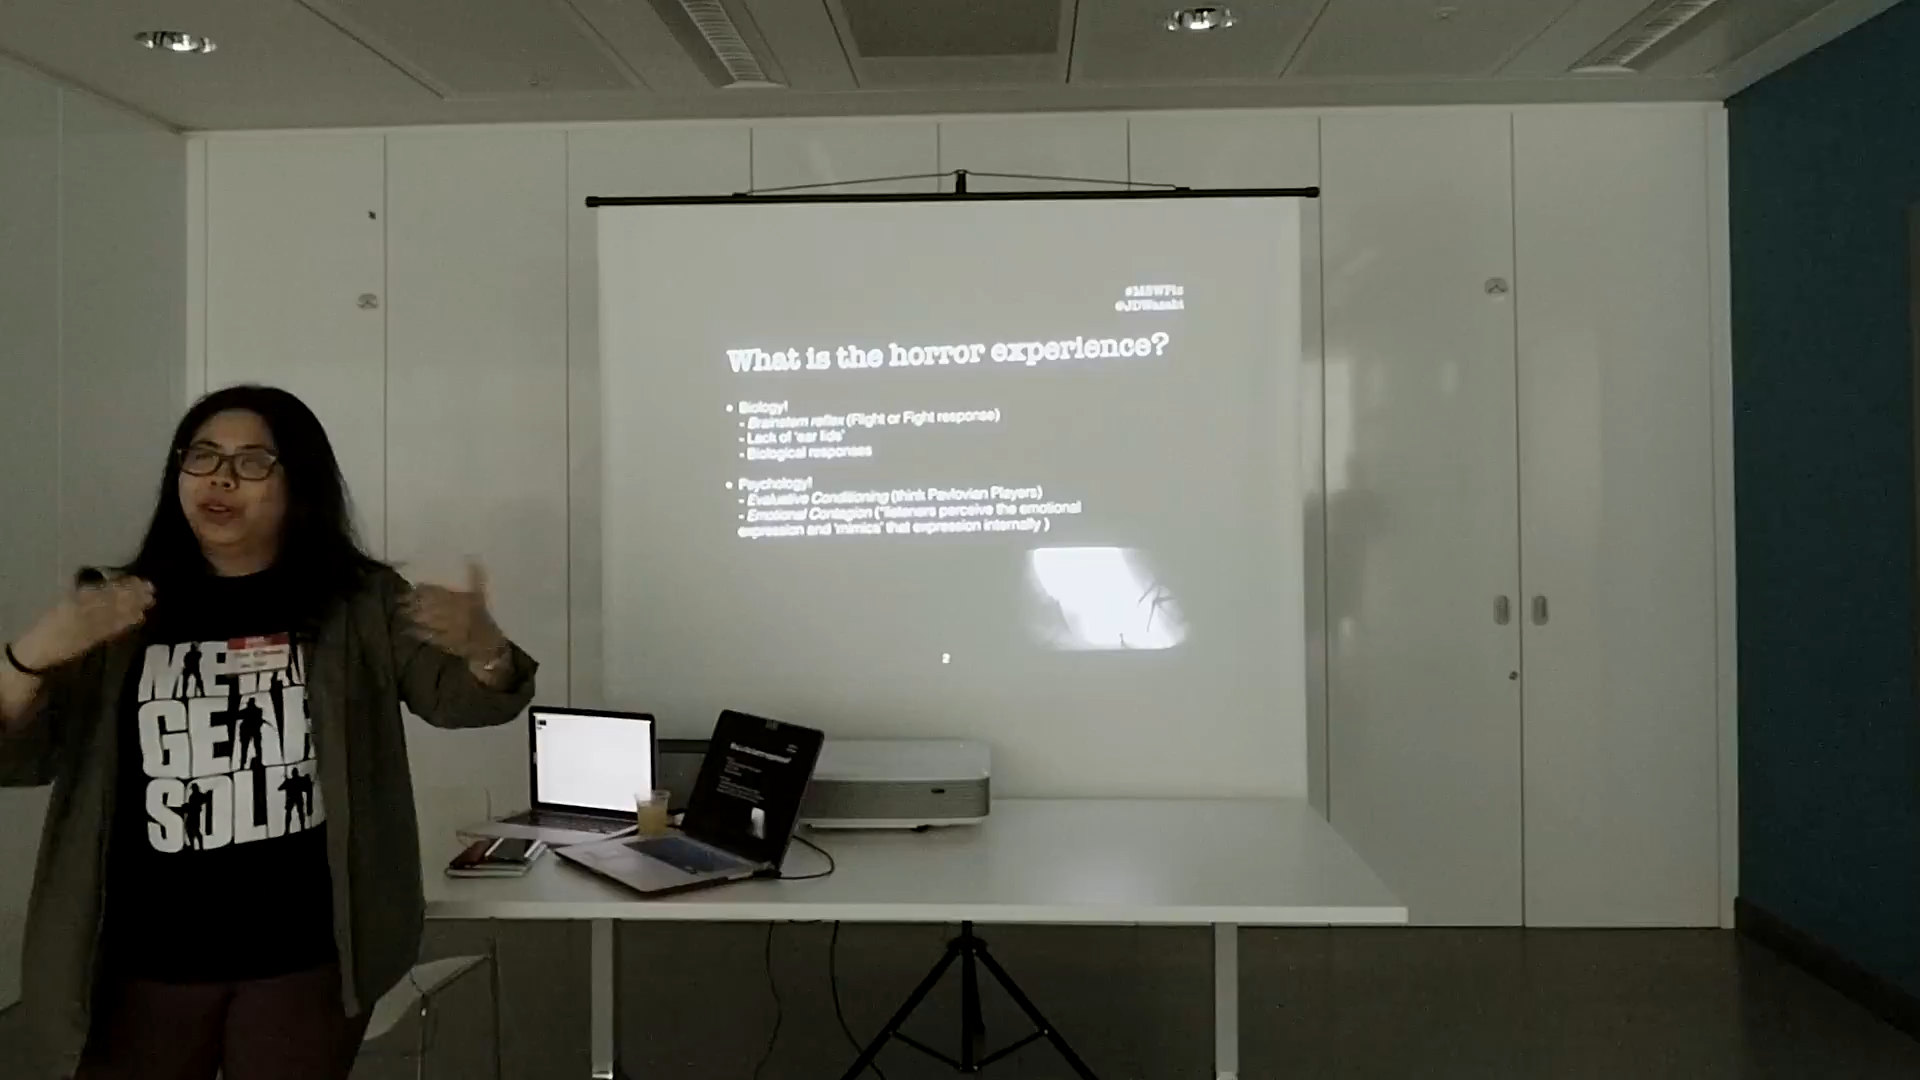 @JDWasabi
What is the horror experience?
• Biology!
- Brainstem reflex (Flight or Fight response)
- Lack of 'ear lids'
- Biological responses
• Psychology!
- Evaluative Conditioning (think Pavlovian Players)
- Emotional Contagion ("listeners perceive the emotional
expression and 'mimics' that expression internally )
2
METAL
GEAR
SOLID